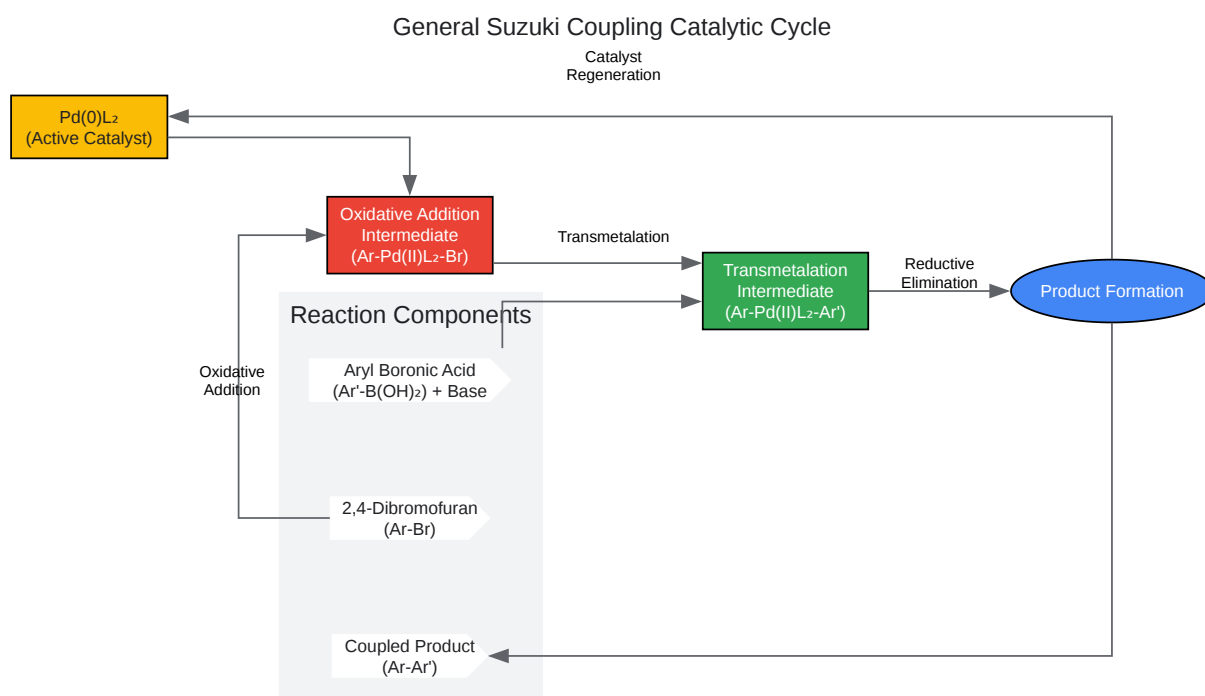 General Suzuki Coupling Catalytic Cycle
Catalyst
Regeneration
Pd(0)L₂
(Active Catalyst)
Oxidative Addition
Intermediate
(Ar-Pd(II)L₂-Br)
Transmetalation
Transmetalation
Intermediate
(Ar-Pd(II)L₂-Ar')
Reductive
Elimination
Product Formation
Reaction Components
Oxidative
Addition
Aryl Boronic Acid
(Ar'-B(OH)₂) + Base
2,4-Dibromofuran
(Ar-Br)
Coupled Product
(Ar-Ar')